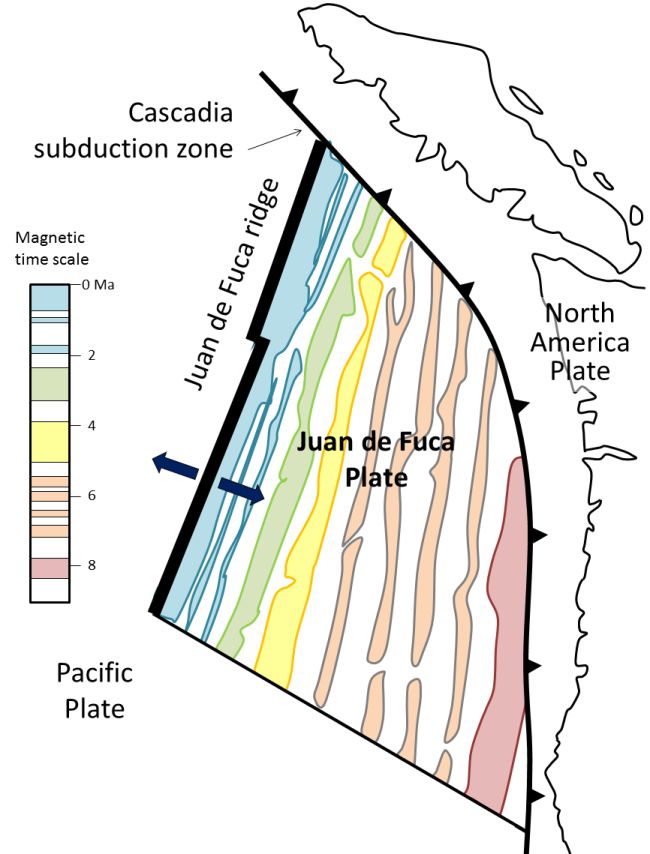 Cascadia
subduction zone
Juan de Fuca ridge
Magnetic
time scale
0 Ma
2
4
6
8
North
America
Plate
Juan de Fuca
Plate
Pacific
Plate